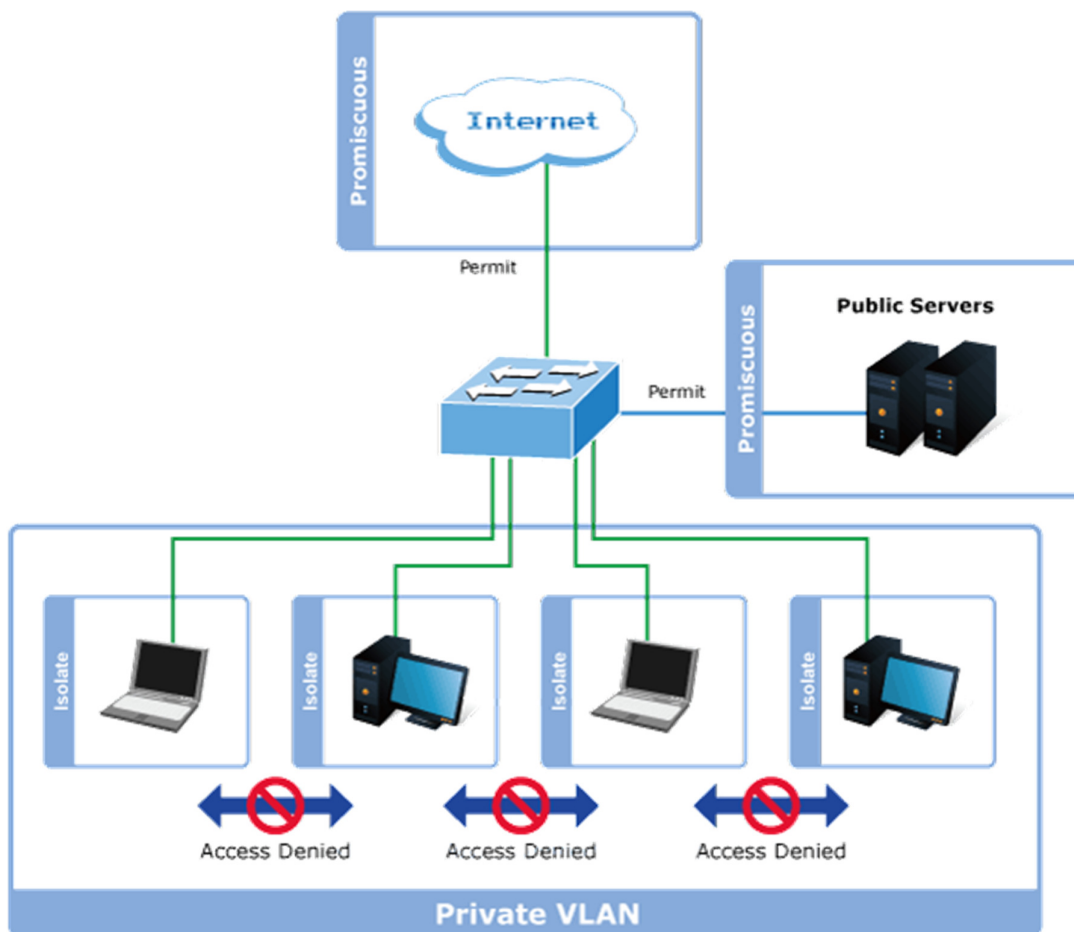 Promiscuous
Internet
Permit
Promiscuous
Public Servers
Permit
Isolate
Isolate
Isolate
Isolate
Access Denied
Access Denied
Access Denied
Private VLAN